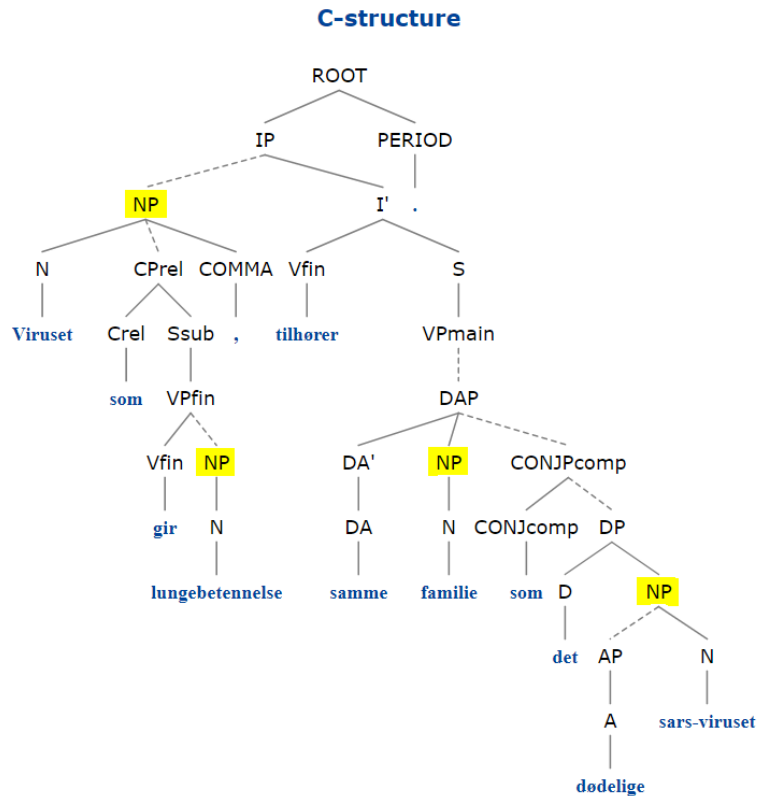 C-structure
ROOT
IP PERIOD
NP I' .
N CPrel COMMA Vfin S
Viruset Crel Ssub , tilhører VPmain
som VPfin DAP
Vfin NP DA' NP CONJPcomp
gir N DA N CONJcomp DP
lungebetennelse samme familie som D NP
det AP N
A sars-viruset
dødelige